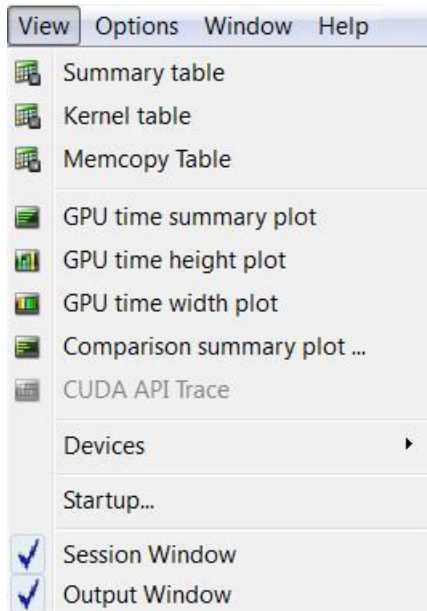 View Options Window Help
Summary table
Kernel table
Memcopy Table
GPU time summary plot
GPU time height plot
GPU time width plot
Comparison summary plot ...
CUDA API Trace
Devices
Startup...
Session Window
Output Window